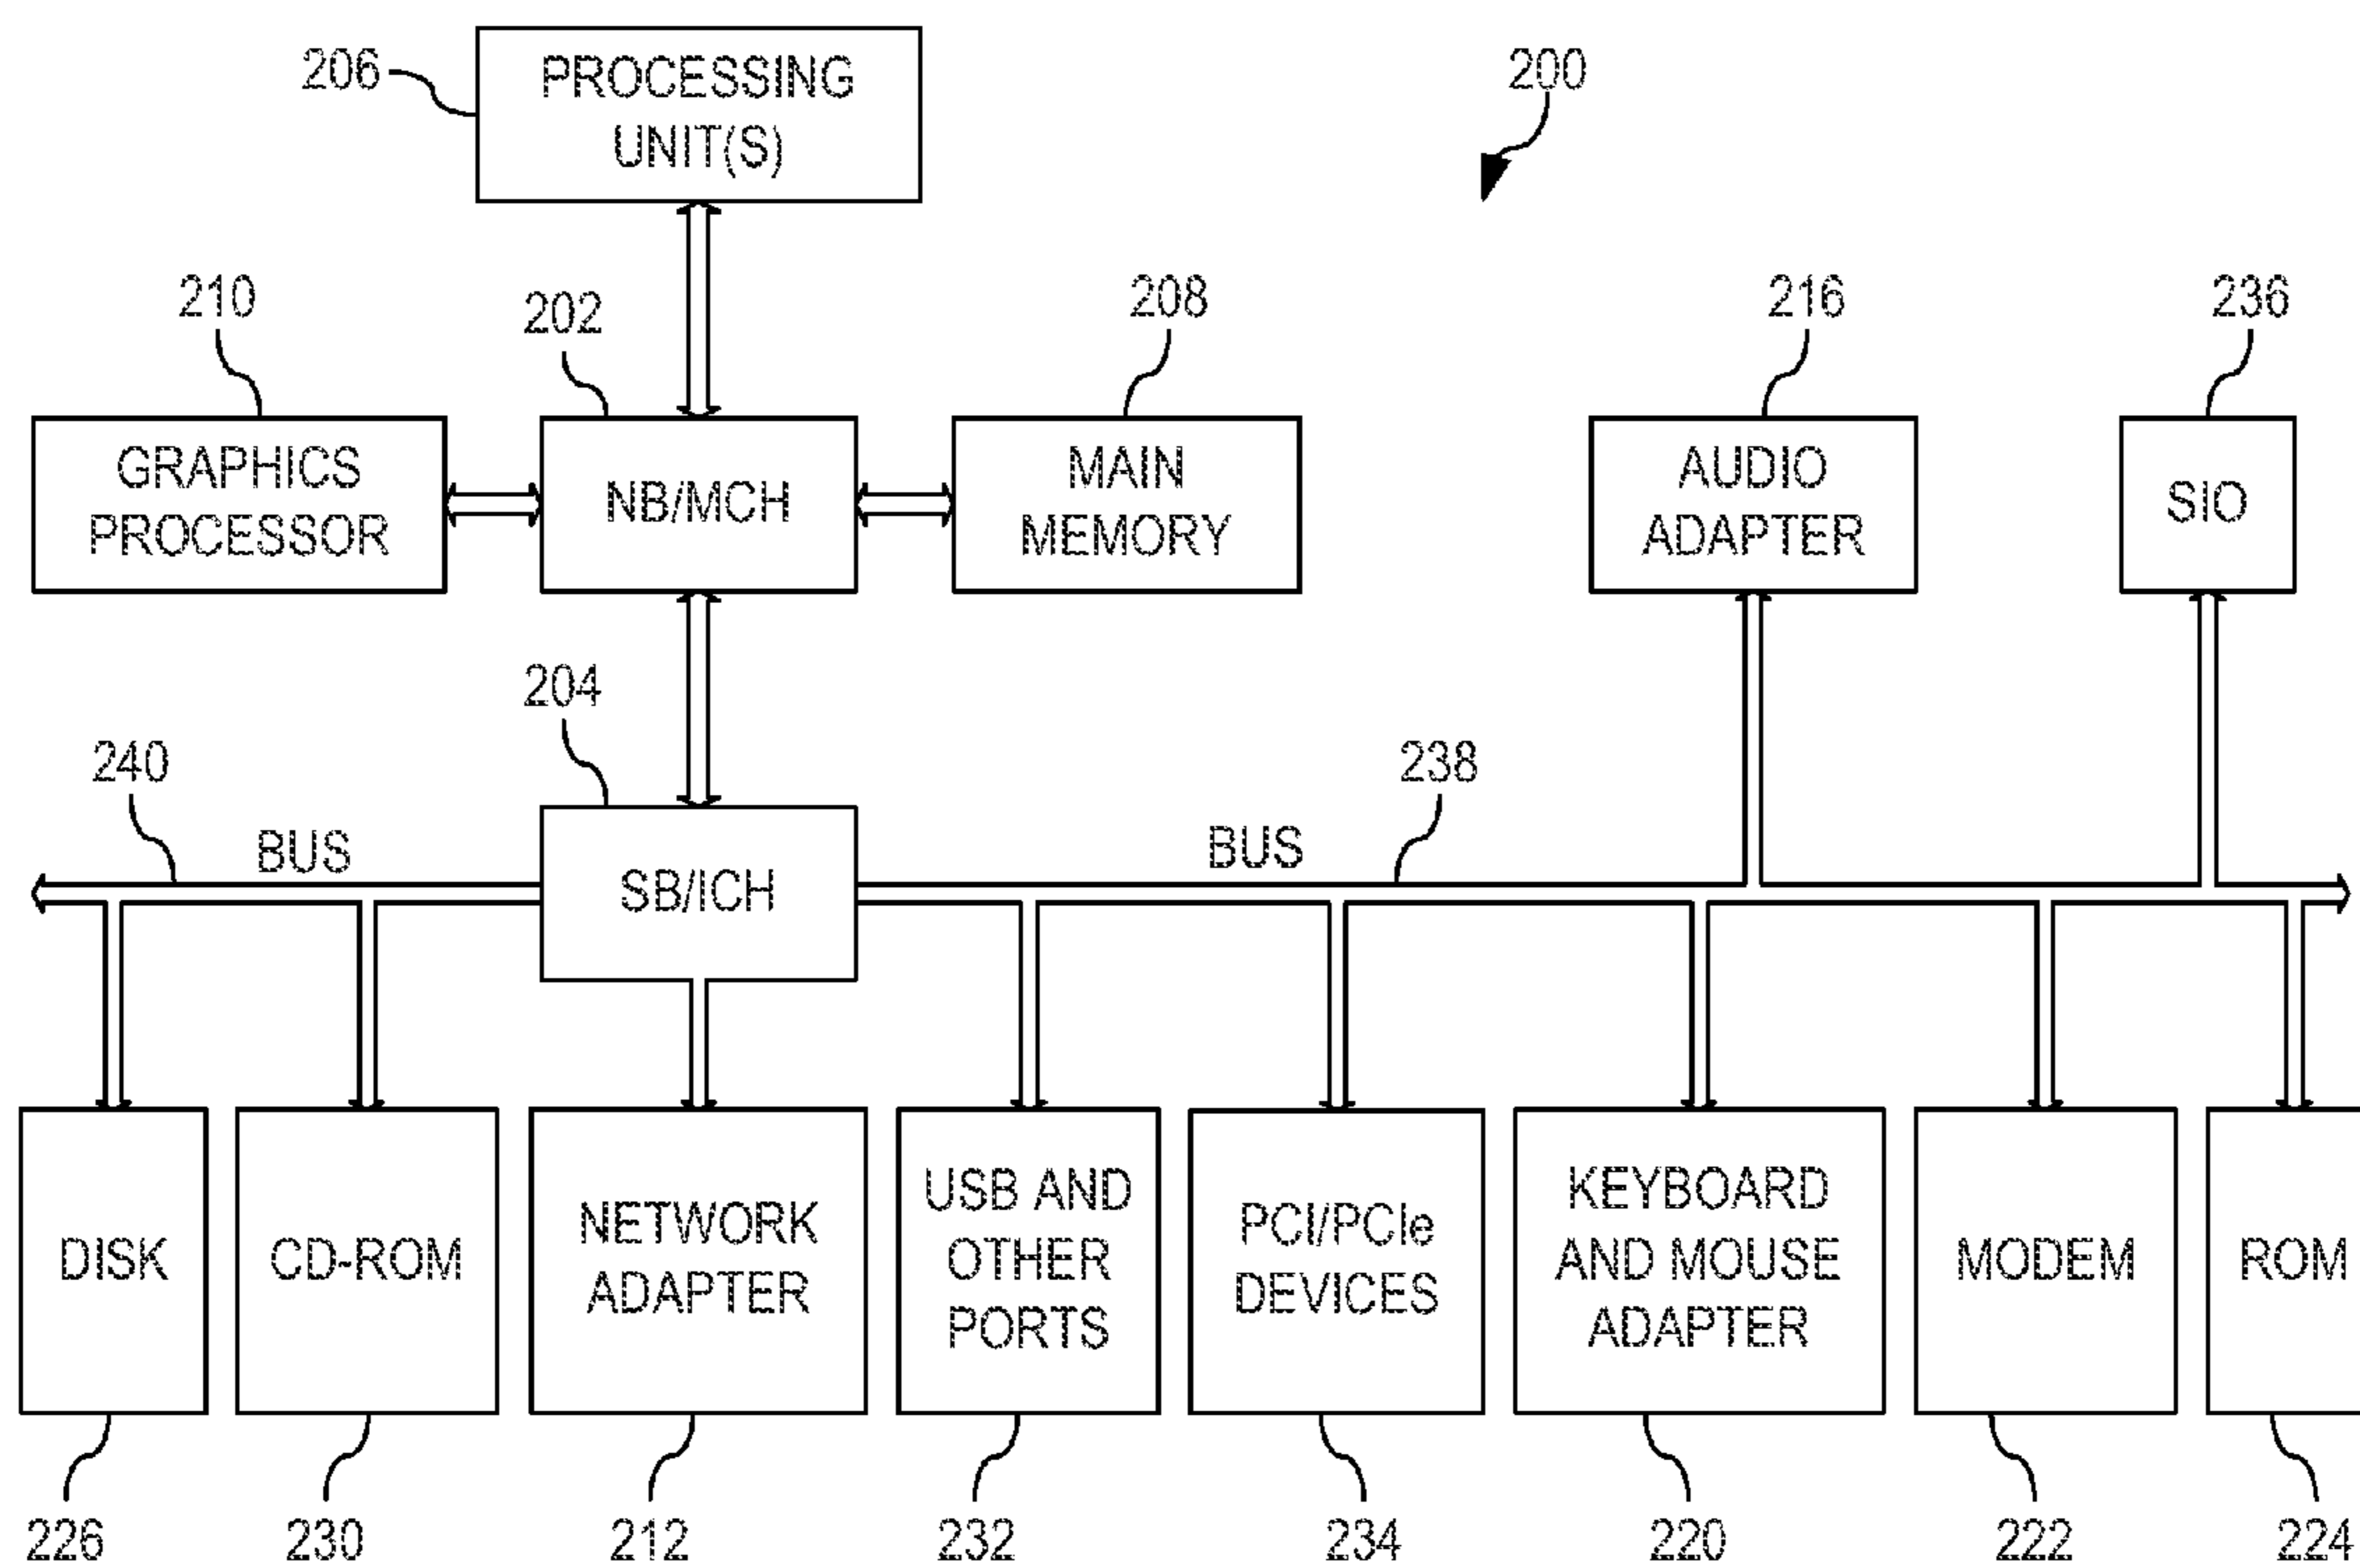 206
PROCESSING
UNIT(S)
200
210
202
208
216
236
GRAPHICS
PROCESSOR
NB/MCH
MAIN
MEMORY
AUDIO
ADAPTER
SIO
204
240
BUS
238
BUS
SB/ICH
DISK
CD-ROM
NETWORK
ADAPTER
USB AND
OTHER
PORTS
PCI/PCIe
DEVICES
KEYBOARD
AND MOUSE
ADAPTER
MODEM
ROM
226
230
212
232
234
220
222
224